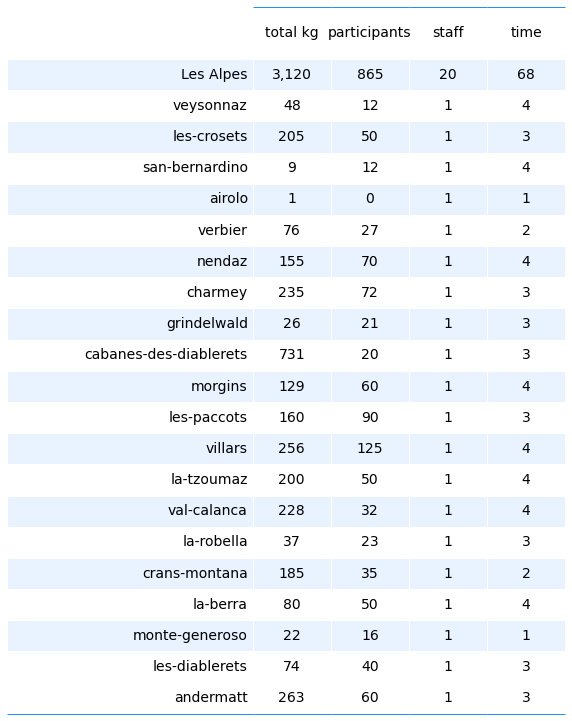 total kg participants staff time
Les Alpes 3,120 865 20 68
veysonnaz 48 12 1 4
les-crosets 205 50 1 3
san-bernardino 9 12 1 4
airolo 1 0 1 1
verbier 76 27 1 2
nendaz 155 70 1 4
charmey 235 72 1 3
grindelwald 26 21 1 3
cabanes-des-diablerets 731 20 1 3
morgins 129 60 1 4
les-paccots 160 90 1 3
villars 256 125 1 4
la-tzoumaz 200 50 1 4
val-calanca 228 32 1 4
la-robella 37 23 1 3
crans-montana 185 35 1 2
la-berra 80 50 1 4
monte-generoso 22 16 1 1
les-diablerets 74 40 1 3
andermatt 263 60 1 3